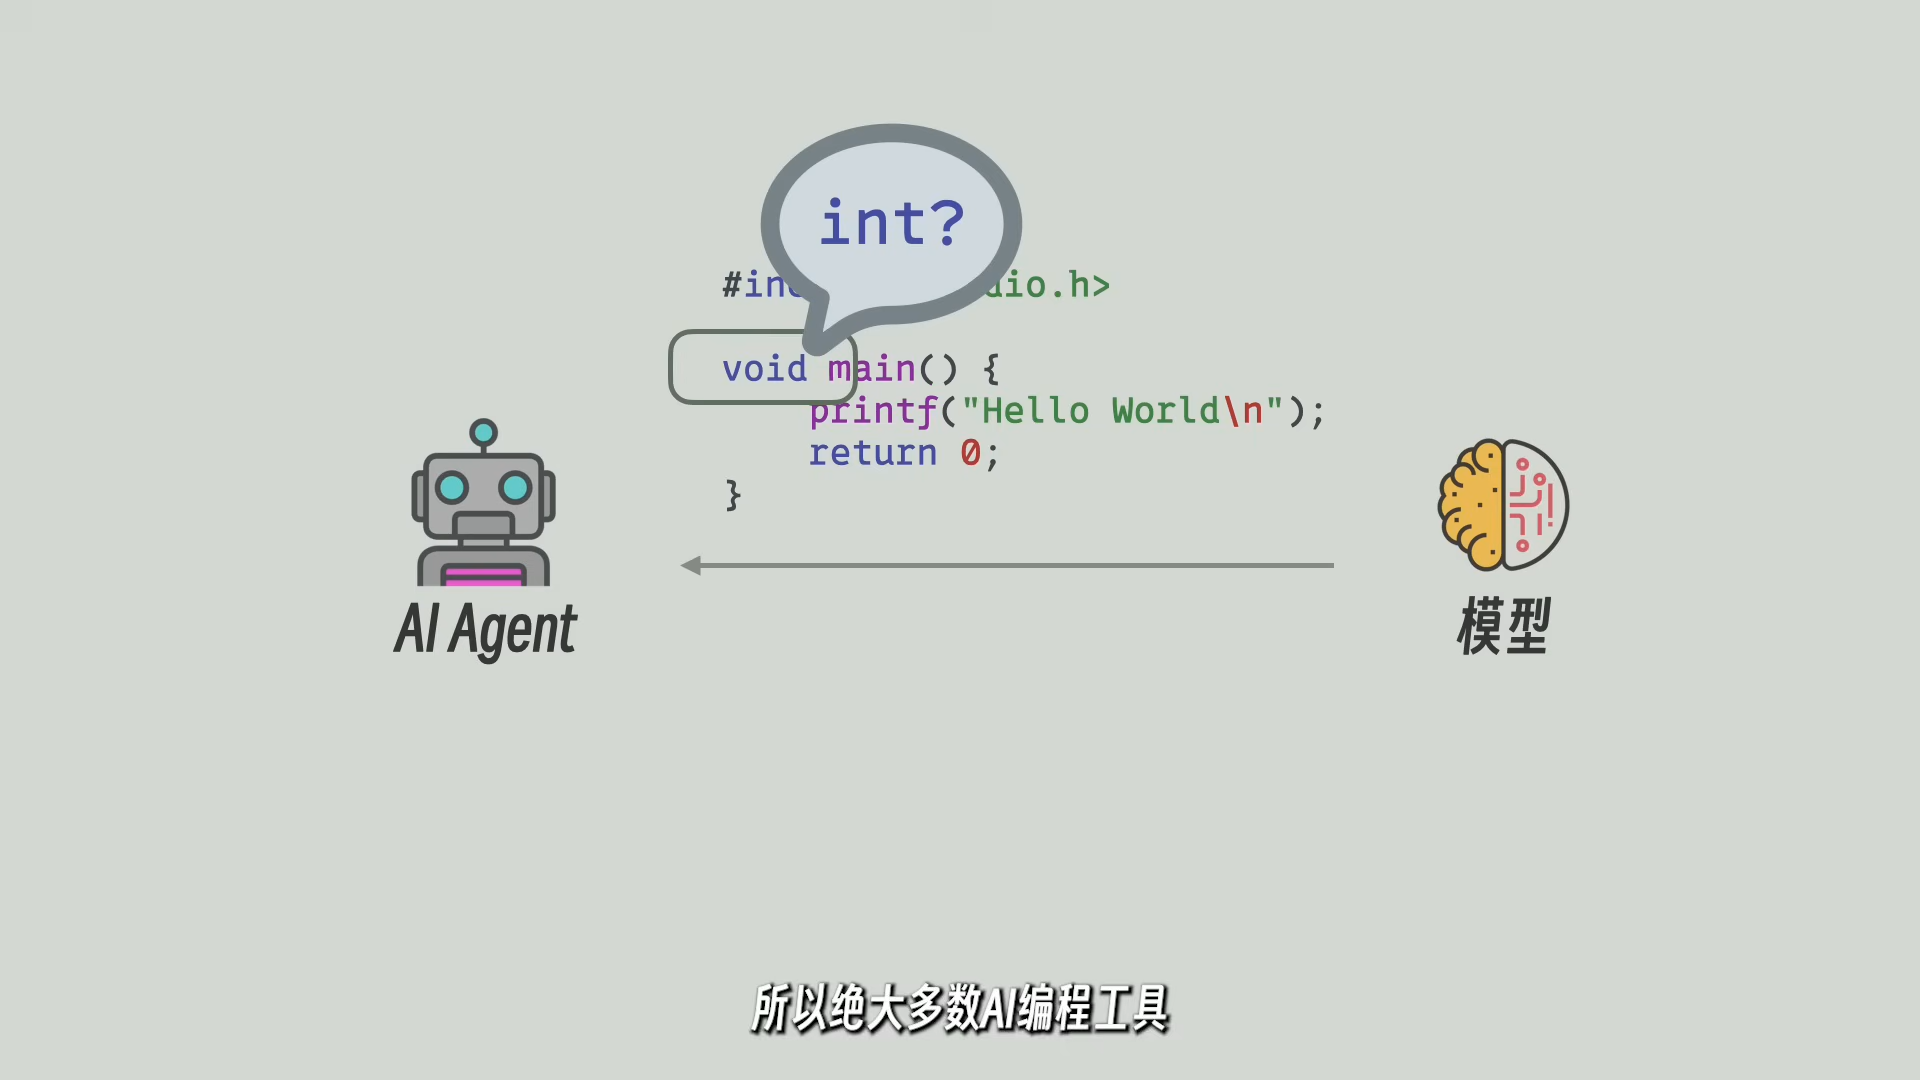 int?
#in dio.h>
void main() {
printf("Hello World\n");
return 0;
}
AI Agent
模型
所以绝大多数AI编程工具